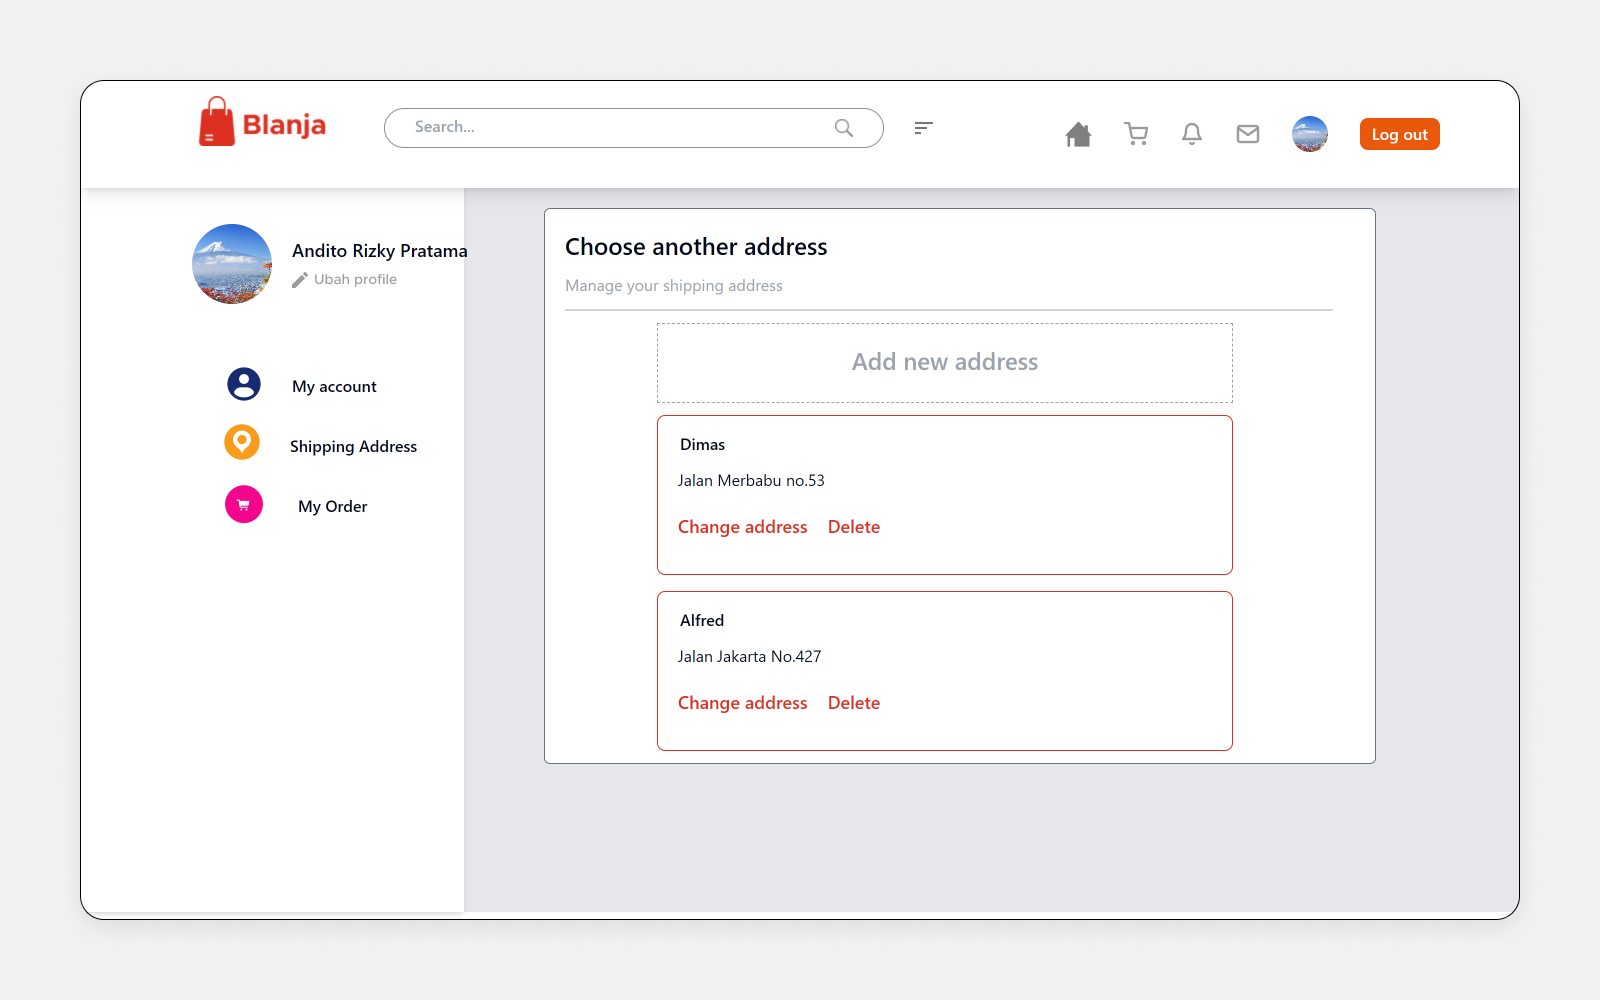 Blanja
Search...
Log out
Andito Rizky Pratama
Ubah profile
My account
Shipping Address
My Order
Choose another address
Manage your shipping address
Add new address
Dimas
Jalan Merbabu no.53
Change address Delete
Alfred
Jalan Jakarta No.427
Change address Delete